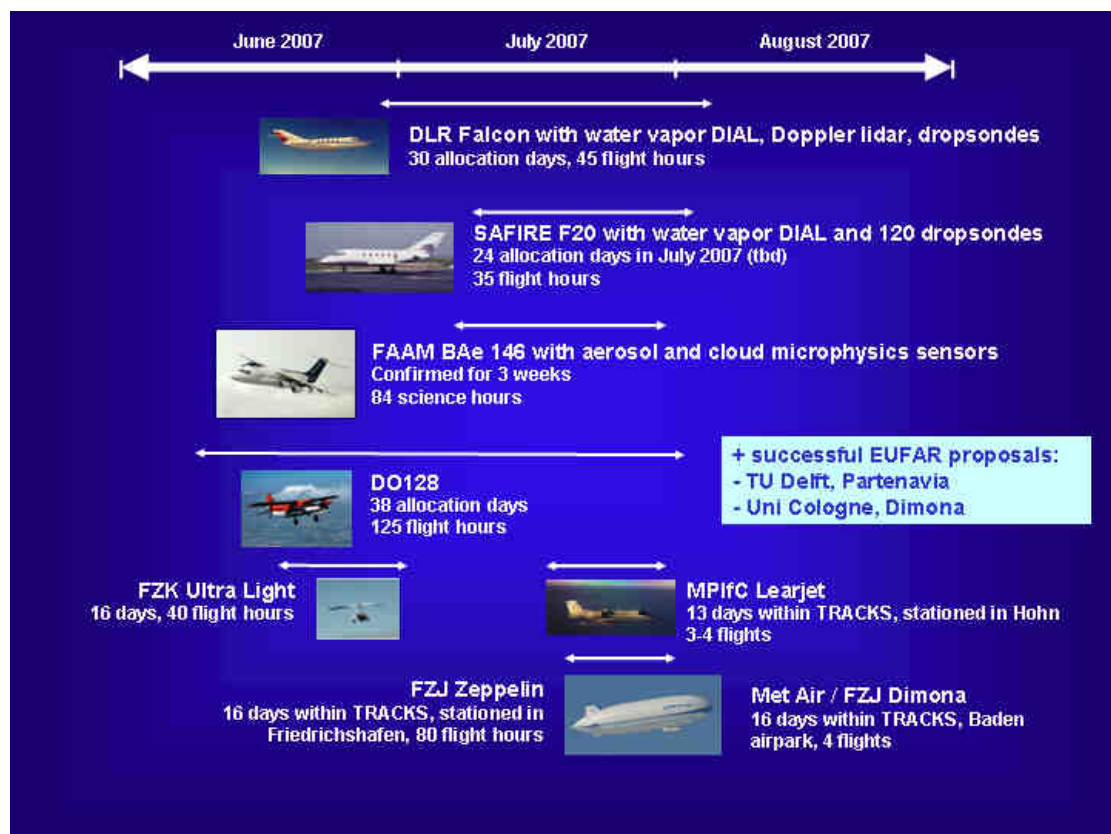 June 2007
July 2007
August 2007
DLR Falcon with water vapor DIAL, Doppler lidar, dropsondes
30 allocation days, 45 flight hours
SAFIRE F20 with water vapor DIAL and 120 dropsondes
24 allocation days in July 2007 (tbd)
35 flight hours
FAAM BAe 146 with aerosol and cloud microphysics sensors
Confirmed for 3 weeks
84 science hours
DO128
38 allocation days
125 flight hours
+ successful EUFAR proposals:
- TU Delft, Partenavia
- Uni Cologne, Dimona
FZK Ultra Light
16 days, 40 flight hours
MPIfC Learjet
13 days within TRACKS, stationed in Hohn
3-4 flights
FZJ Zeppelin
16 days within TRACKS, stationed in
Friedrichshafen, 80 flight hours
Met Air / FZJ Dimona
16 days within TRACKS, Baden
airpark, 4 flights